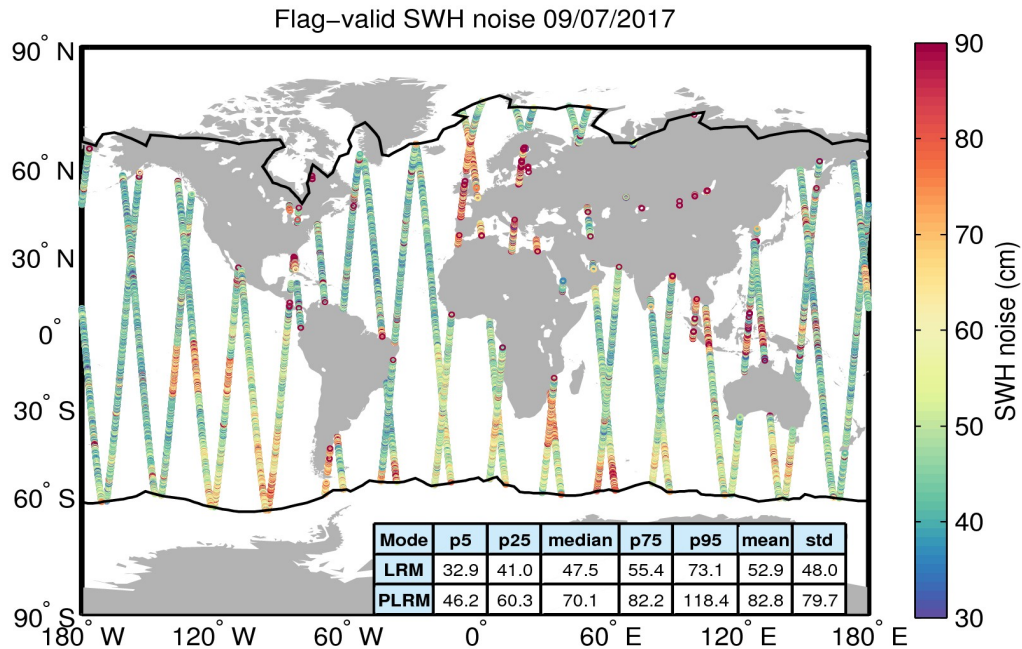 Flag−valid SWH noise 09/07/2017
90° N
60° N
30° N
0°
30° S
60° S
90° S
180° W 120° W 60° W 0° 60° E 120° E 180° E
Mode p5 p25 median p75 p95 mean std
LRM 32.9 41.0 47.5 55.4 73.1 52.9 48.0
PLRM 46.2 60.3 70.1 82.2 118.4 82.8 79.7
90
80
70
60
50
40
30
SWH noise (cm)